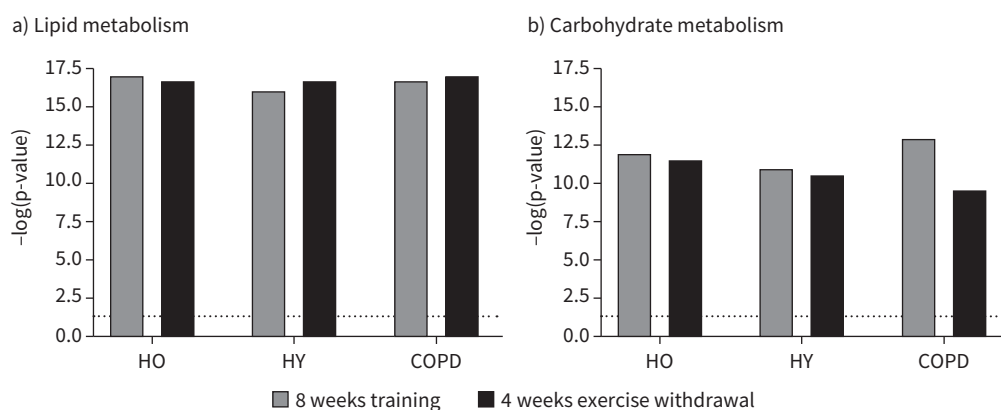 a) Lipid metabolism
17.5
15.0
12.5
10.0
7.5
5.0
2.5
0.0
–log(p-value)
HO HY COPD
b) Carbohydrate metabolism
17.5
15.0
12.5
10.0
7.5
5.0
2.5
0.0
–log(p-value)
HO HY COPD
8 weeks training 4 weeks exercise withdrawal